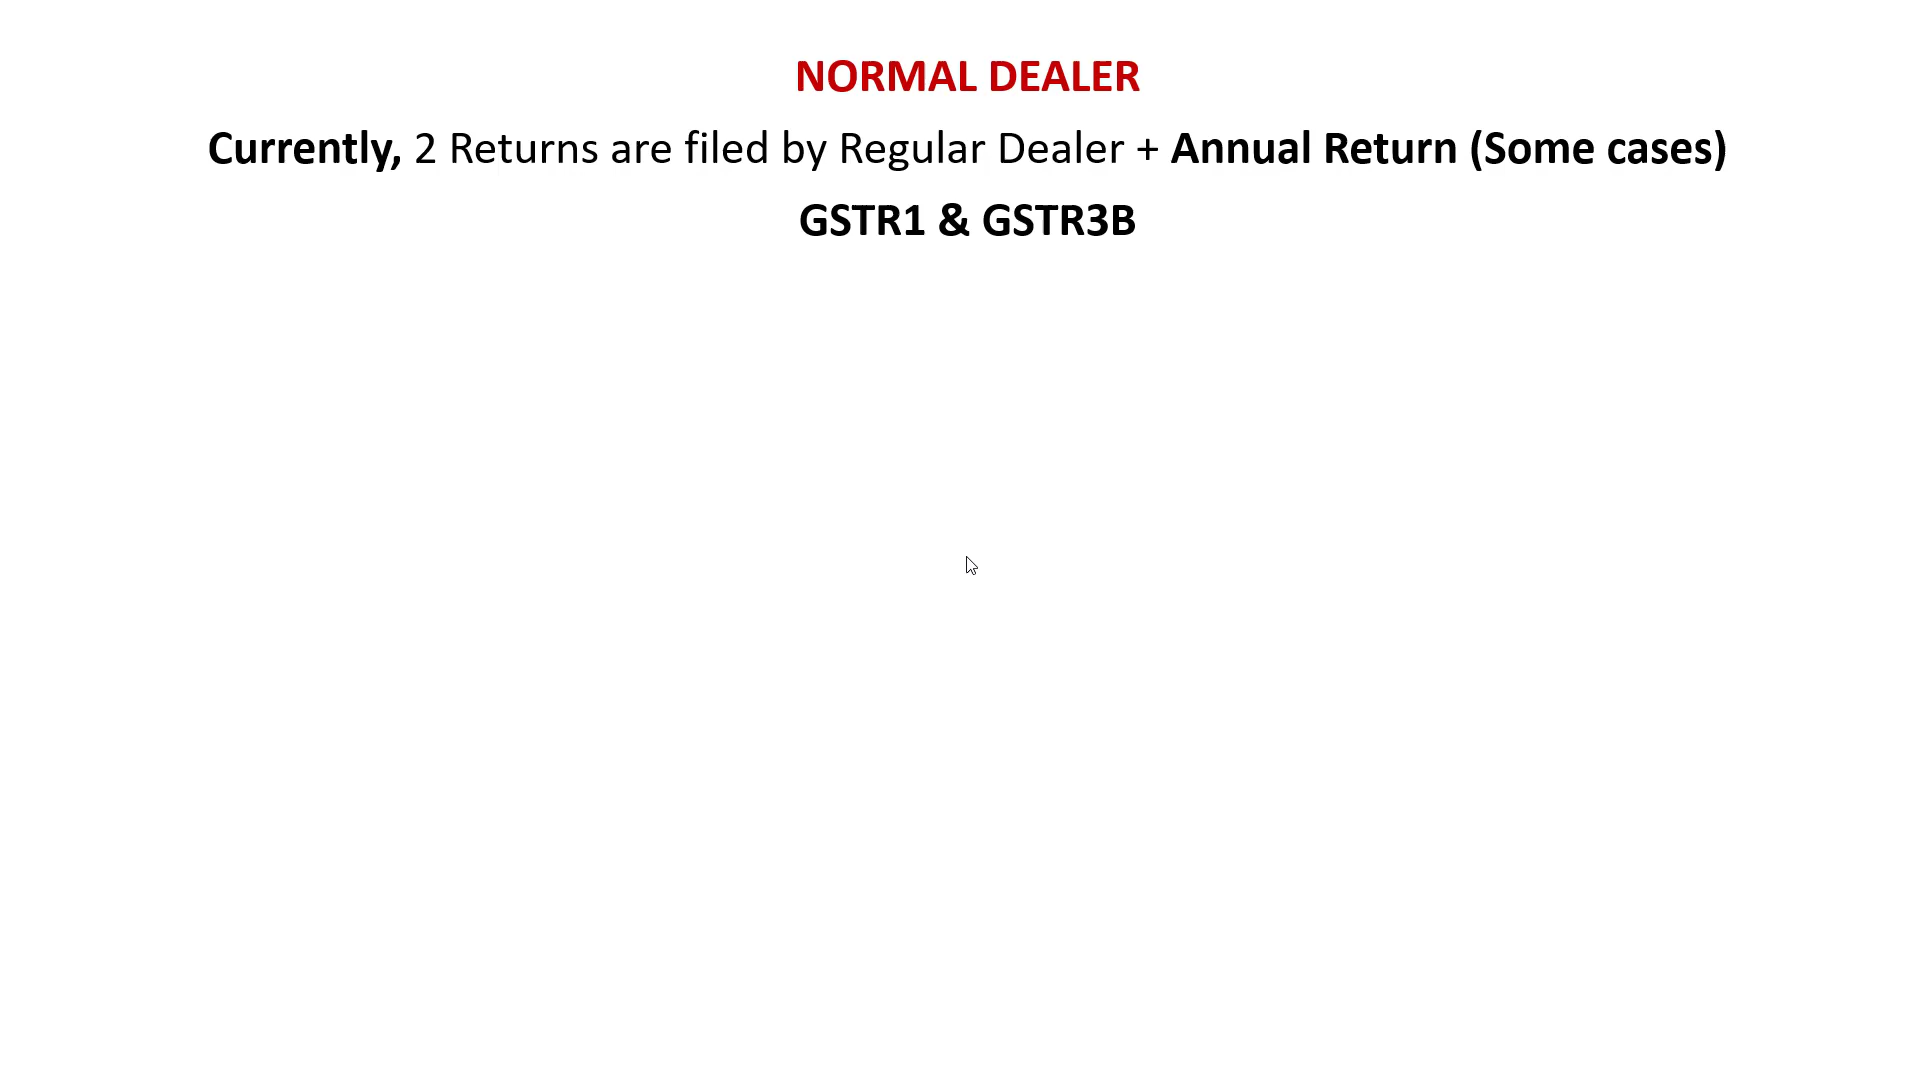 NORMAL DEALER
Currently, 2 Returns are filed by Regular Dealer + Annual Return (Some cases)
GSTR1 & GSTR3B